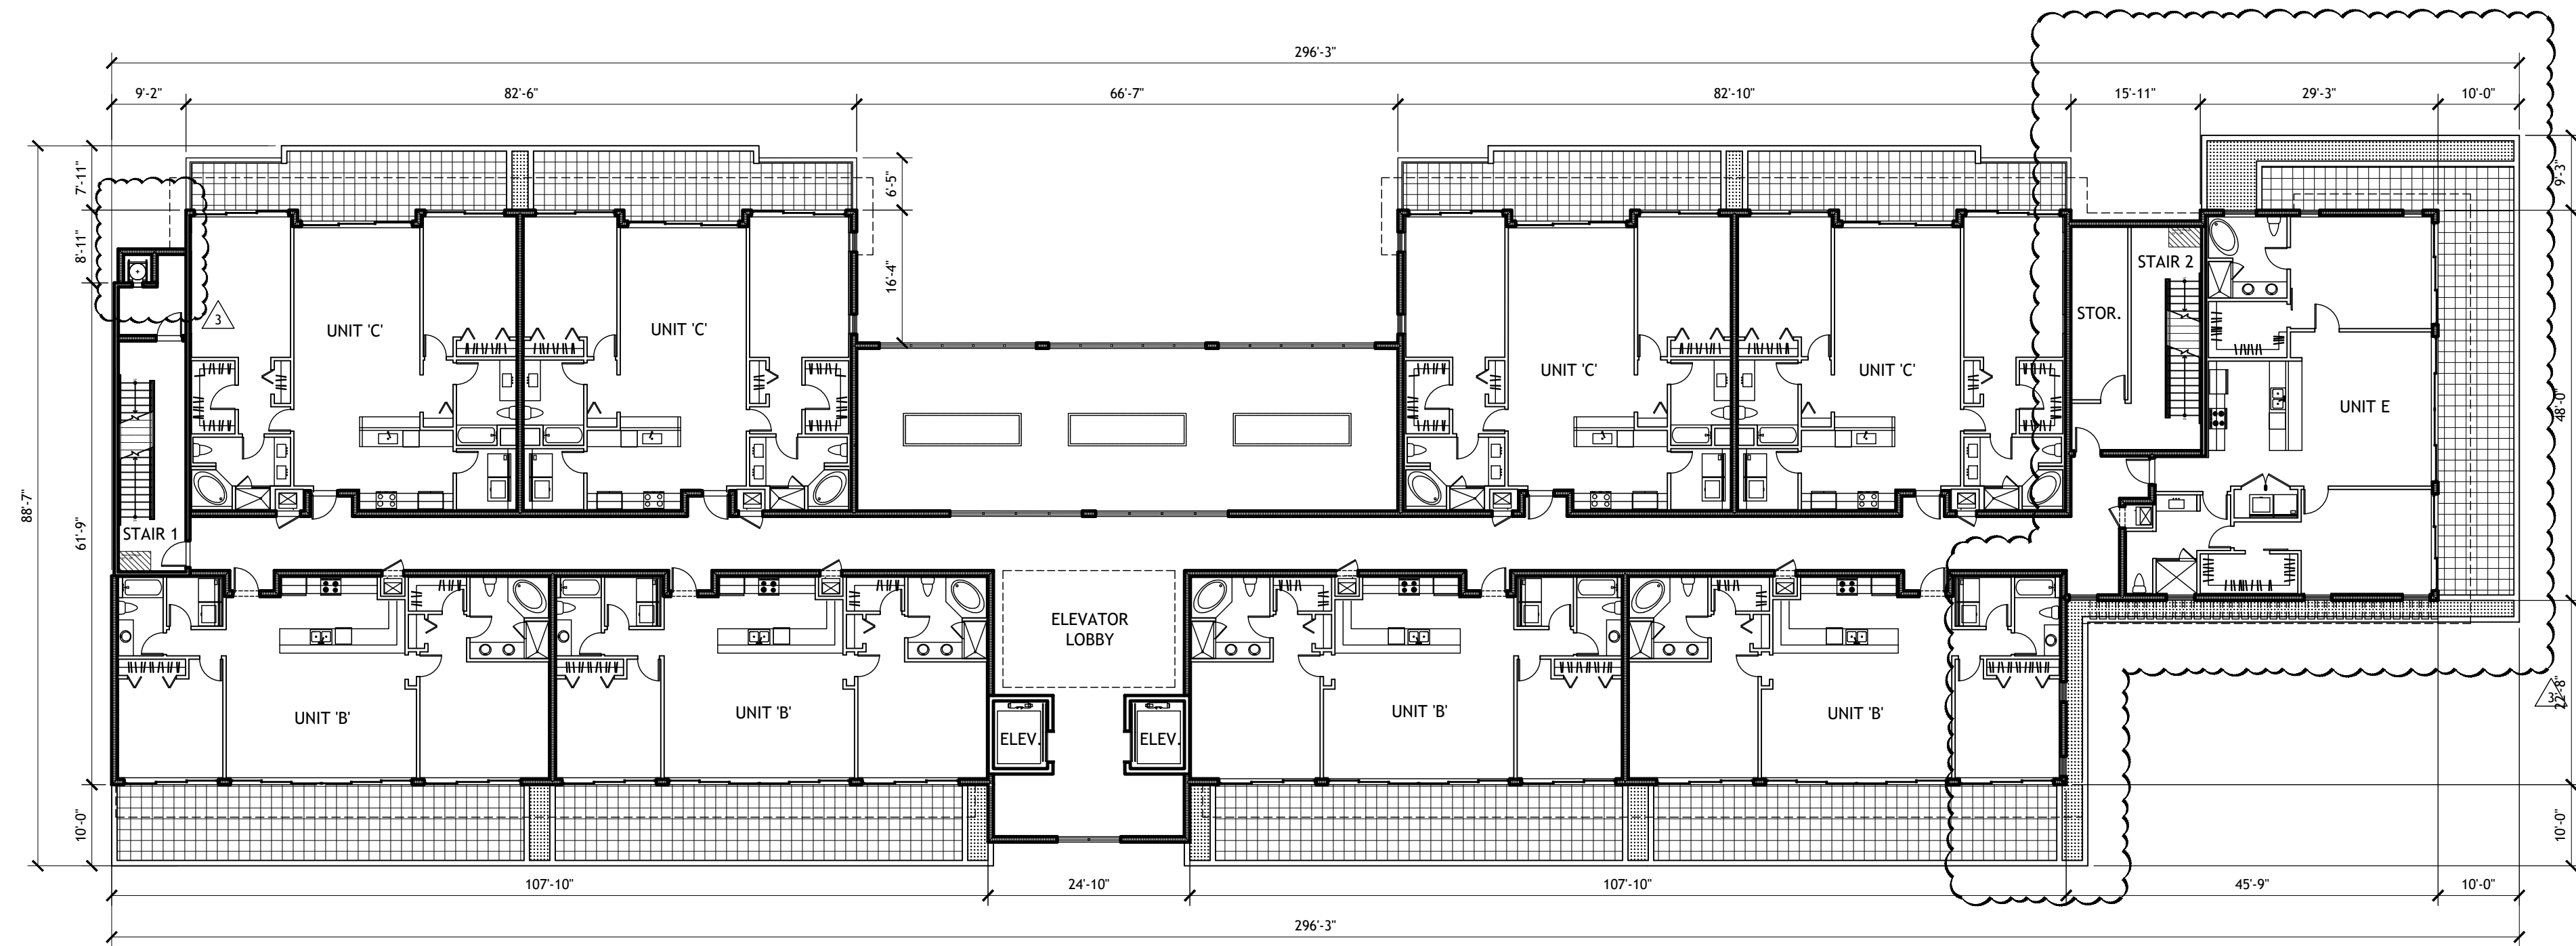 296'-3"
9'-2"
82'-6"
66'-7"
82'-10"
15'-11"
29'-3"
10'-0"
7'-11"
6'-5"
9'-3"
8'-11"
16'-4"
3
STAIR 2
STOR.
UNIT 'C'
UNIT 'C'
UNIT 'C'
UNIT 'C'
UNIT E
48'-0"
88'-7"
61'-9"
STAIR 1
ELEVATOR
LOBBY
UNIT 'B'
UNIT 'B'
UNIT 'B'
UNIT 'B'
ELEV.
ELEV.
3
22'-8"
10'-0"
10'-0"
107'-10"
24'-10"
107'-10"
45'-9"
10'-0"
296'-3"